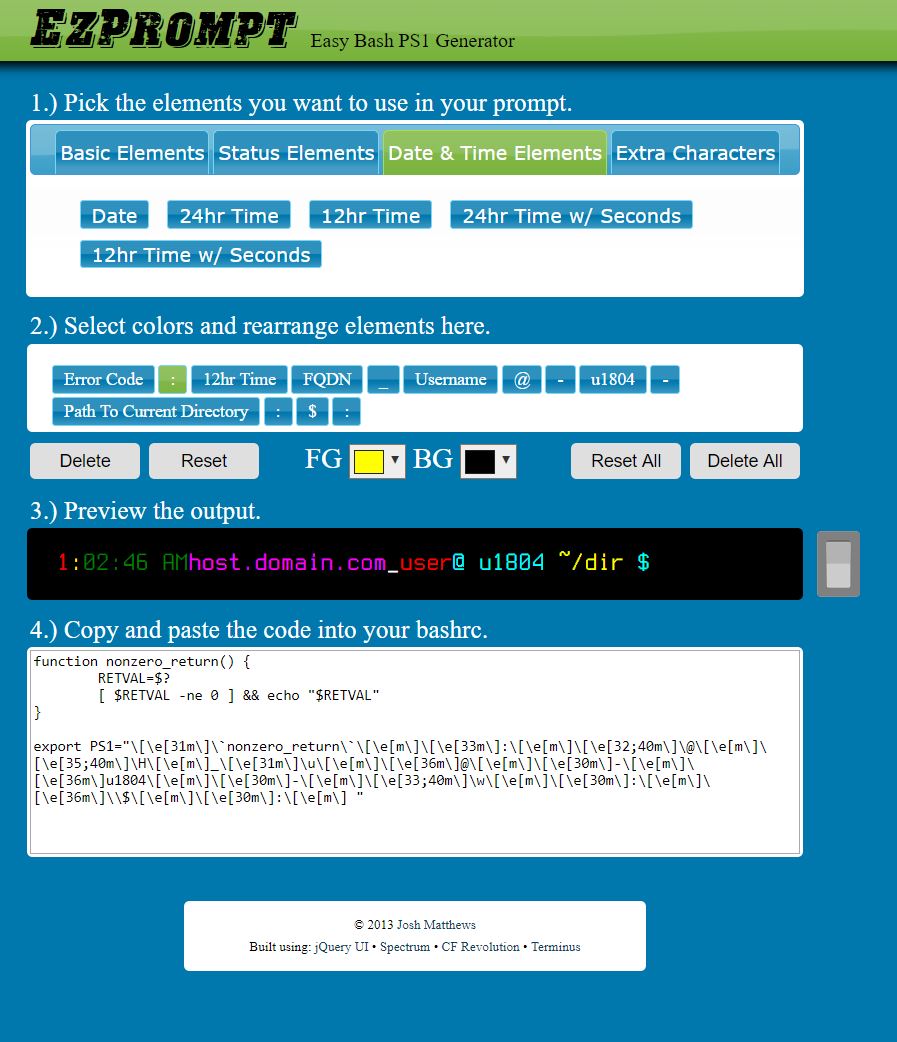 EzPrompt Easy Bash PS1 Generator
1.) Pick the elements you want to use in your prompt.
Basic Elements Status Elements Date & Time Elements Extra Characters
Date 24hr Time 12hr Time 24hr Time w/ Seconds
12hr Time w/ Seconds
2.) Select colors and rearrange elements here.
Error Code : 12hr Time FQDN _ Username @ - u1804 -
Path To Current Directory : $ :
Delete Reset FG BG Reset All Delete All
3.) Preview the output.
1:02:46 AMhost.domain.com_user@ u1804 ~/dir $
4.) Copy and paste the code into your bashrc.
function nonzero_return() {
RETVAL=$?
[ $RETVAL -ne 0 ] && echo "$RETVAL"
}
export PS1="\[\e[31m\]\`nonzero_return\`\[\e[m\]\[\e[33m\]:\[\e[m\]\[\e[32;40m\]\@\[\e[m\]\
[\e[35;40m\]\H\[\e[m\]_\[\e[31m\]\u\[\e[m\]\[\e[36m\]@\[\e[m\]\[\e[30m\]-\[\e[m\]\
[\e[36m\]u1804\[\e[m\]\[\e[30m\]-\[\e[m\]\[\e[33;40m\]\w\[\e[m\]\[\e[30m\]:\[\e[m\]\
[\e[36m\]\\$\[\e[m\]\[\e[30m\]:\[\e[m\] "
© 2013 Josh Matthews
Built using: jQuery UI • Spectrum • CF Revolution • Terminus